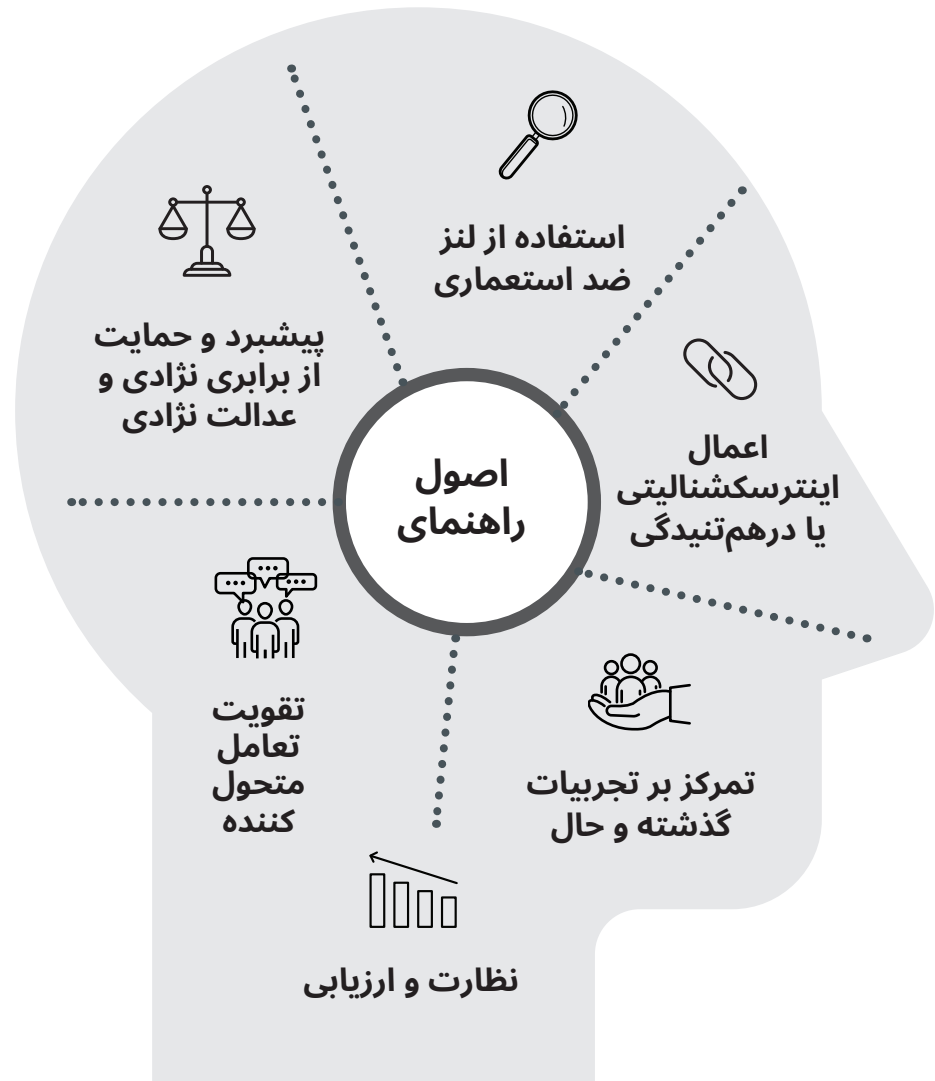 استفاده از لنز
ضد استعماری
پیشبرد و حمایت
از برابری نژادی و
عدالت نژادی
اعمال
اینترسکشنالیتی
یا درهم‌تنیدگی
اصول
راهنمای
تقویت
تعامل
متحول
کننده
تمرکز بر تجربیات
گذشته و حال
نظارت و ارزیابی